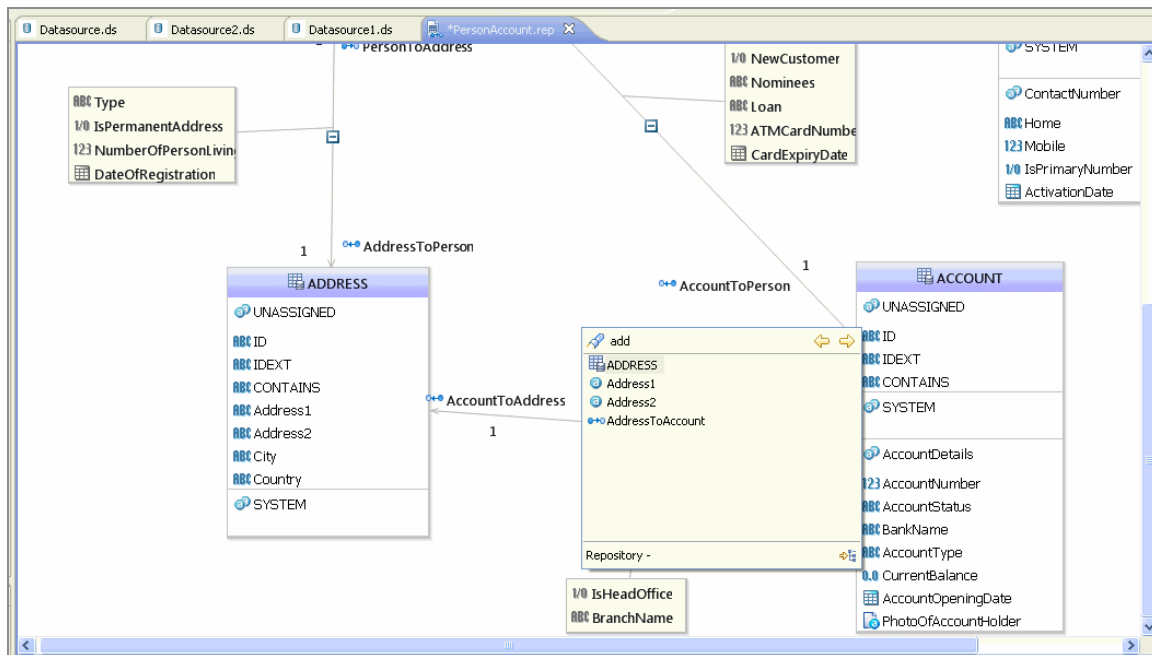 Datasource.ds
Datasource2.ds
Datasource1.ds
*PersonAccount.rep
PersonToAddress
ABC Type
1/0 IsPermanentAddress
123 NumberOfPersonLiving
DateOfRegistration
1/0 NewCustomer
ABC Nominees
ABC Loan
123 ATMCardNumbe
CardExpiryDate
SYSTEM
ContactNumber
ABC Home
123 Mobile
1/0 IsPrimaryNumber
ActivationDate
1
AddressToPerson
ADDRESS
UNASSIGNED
ABC ID
ABC IDEXT
ABC CONTAINS
ABC Address1
ABC Address2
ABC City
ABC Country
SYSTEM
AccountToAddress
1
1
AccountToPerson
add
ADDRESS
Address1
Address2
AddressToAccount
Repository -
ACCOUNT
UNASSIGNED
ABC ID
ABC IDEXT
ABC CONTAINS
SYSTEM
AccountDetails
123 AccountNumber
ABC AccountStatus
ABC BankName
ABC AccountType
0.0 CurrentBalance
AccountOpeningDate
PhotoOfAccountHolder
1/0 IsHeadOffice
ABC BranchName